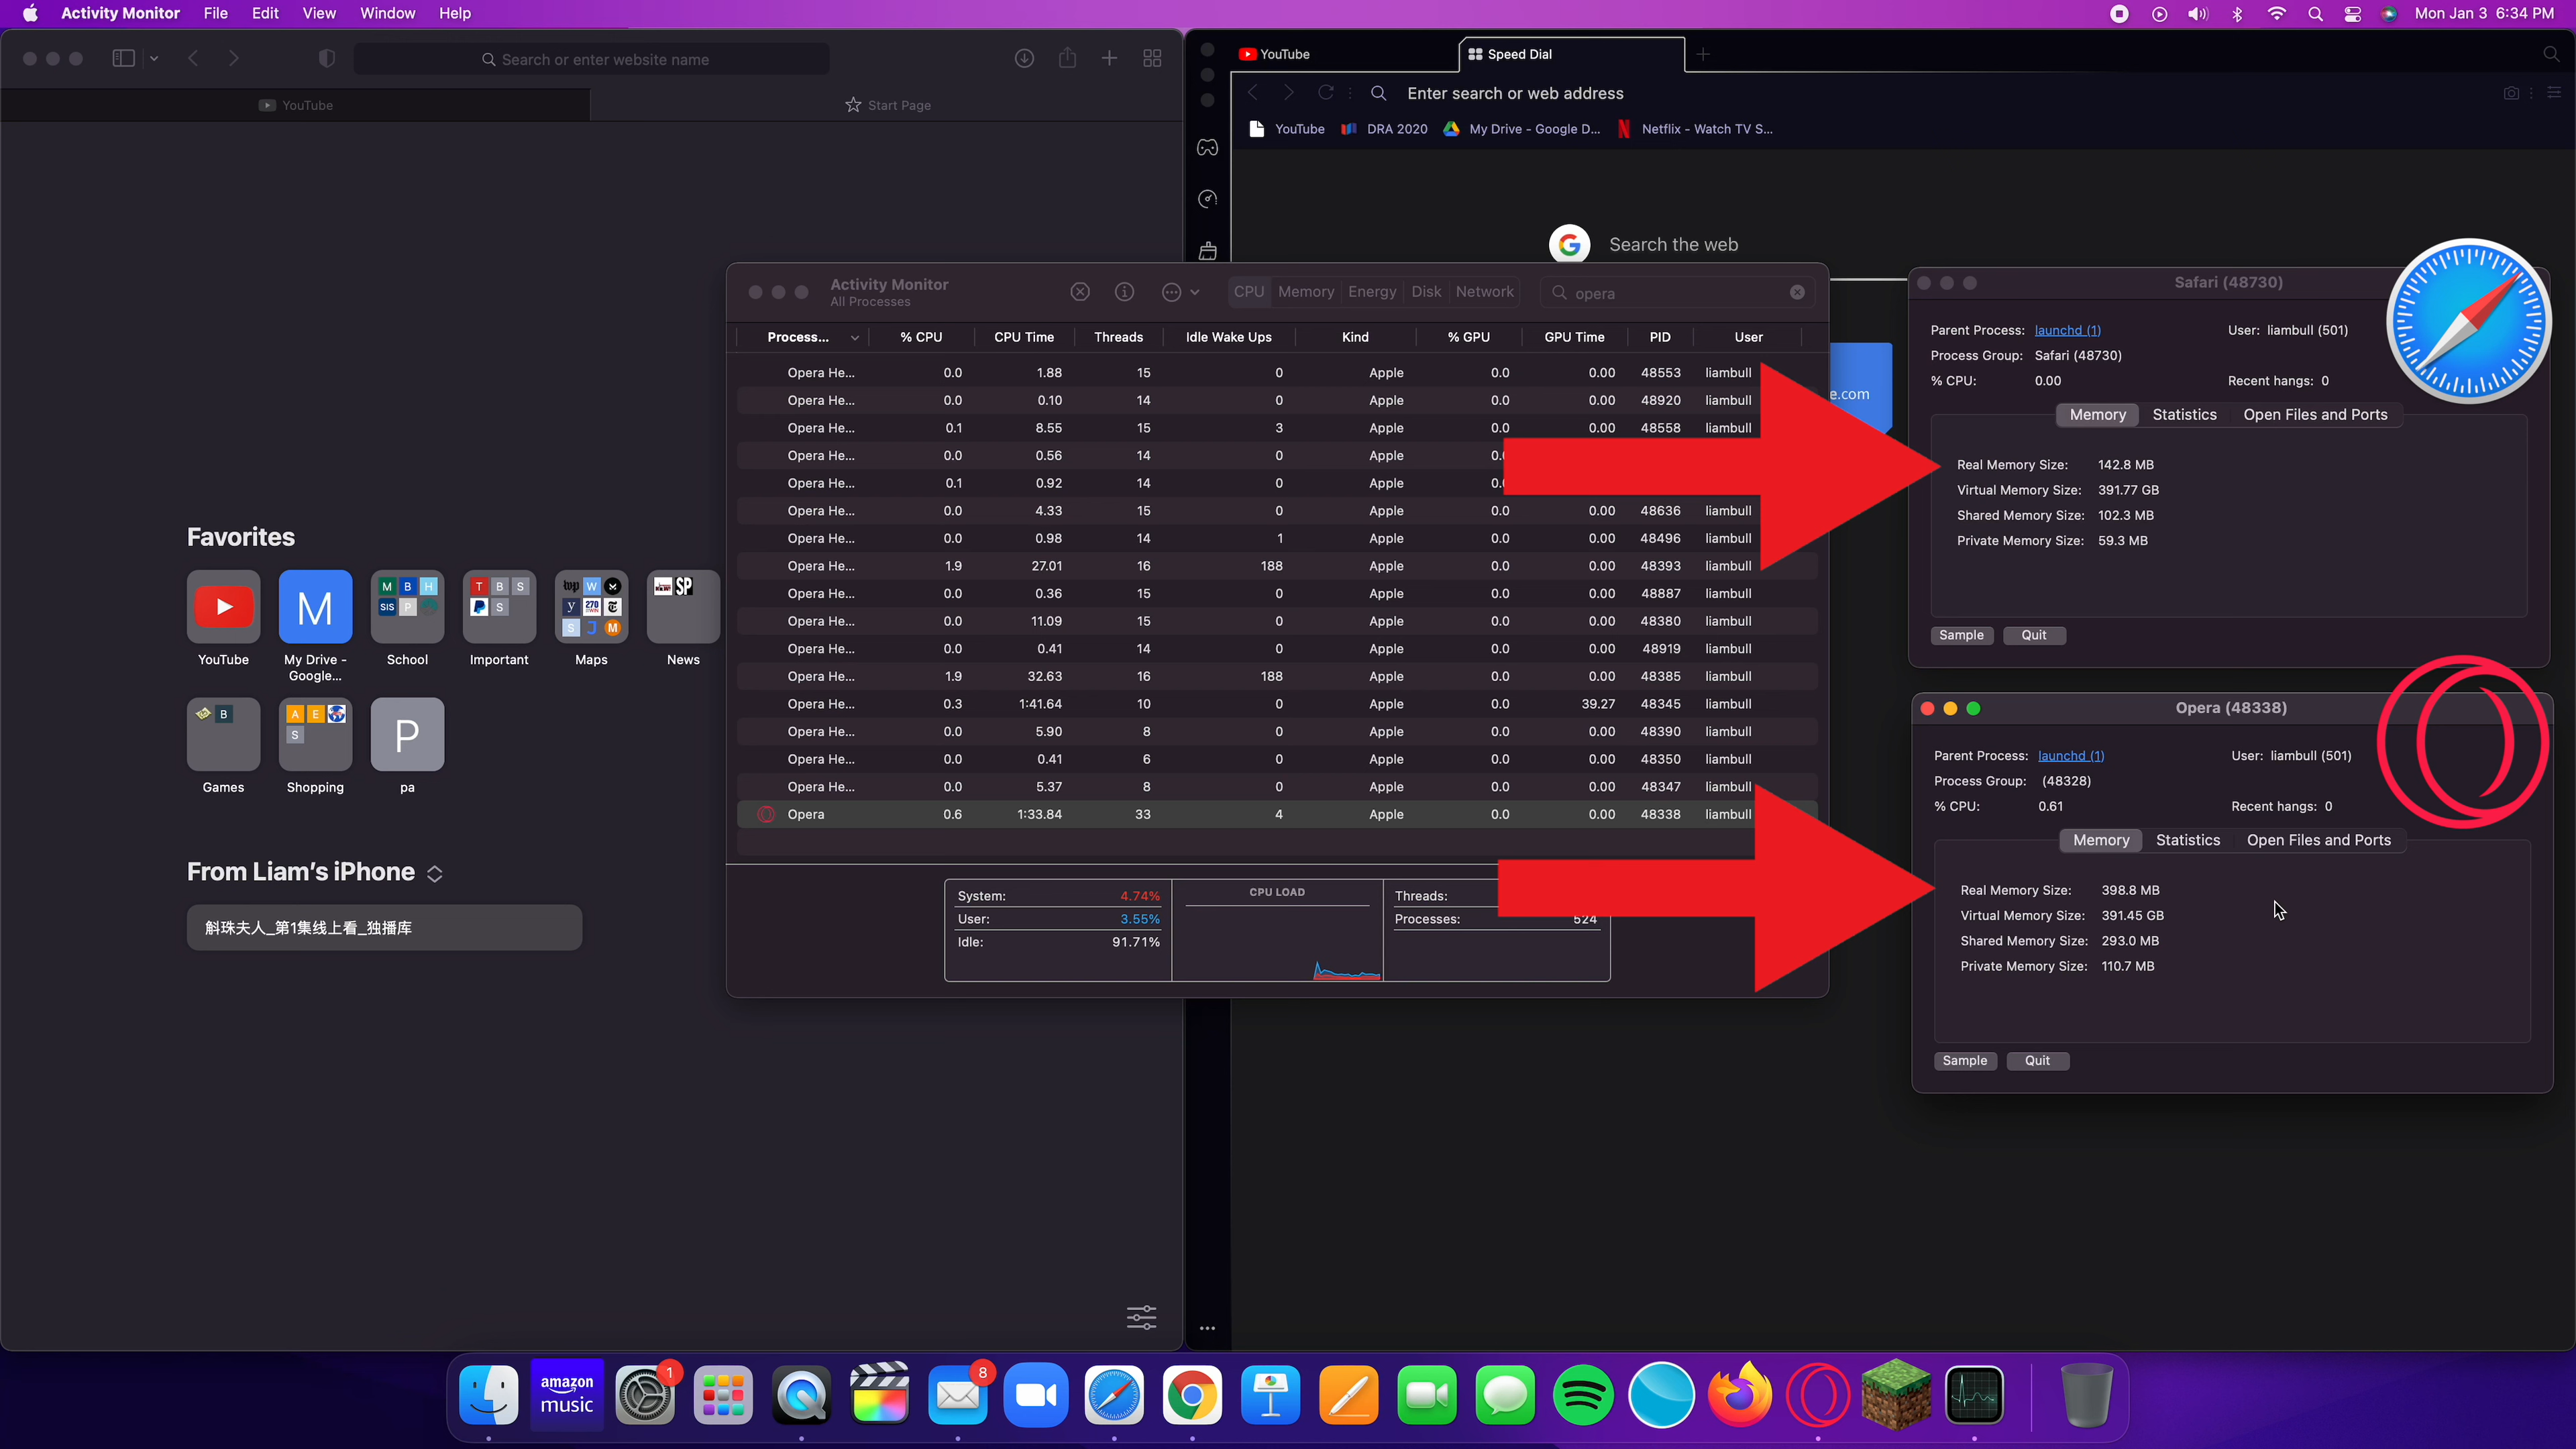 Activity Monitor File Edit View Window Help
Mon Jan 3 6:34 PM
Search or enter website name
YouTube
Start Page
Favorites
YouTube
My Drive - Google...
School
Important
Maps
News
Games
Shopping
pa
From Liam’s iPhone
斛珠夫人_第1集线上看_独播库
YouTube
Speed Dial
Enter search or web address
YouTube DRA 2020 My Drive - Google D... Netflix - Watch TV S...
Search the web
e.com
Activity Monitor
All Processes
CPU Memory Energy Disk Network
opera
Process... % CPU CPU Time Threads Idle Wake Ups Kind % GPU GPU Time PID User
Opera He... 0.0 1.88 15 0 Apple 0.0 0.00 48553 liambull
Opera He... 0.0 0.10 14 0 Apple 0.0 0.00 48920 liambull
Opera He... 0.1 8.55 15 3 Apple 0.0 0.00 48558 liambull
Opera He... 0.0 0.56 14 0 Apple
Opera He... 0.1 0.92 14 0 Apple
Opera He... 0.0 4.33 15 0 Apple 0.0 0.00 48636 liambull
Opera He... 0.0 0.98 14 1 Apple 0.0 0.00 48496 liambull
Opera He... 1.9 27.01 16 188 Apple 0.0 0.00 48393 liambull
Opera He... 0.0 0.36 15 0 Apple 0.0 0.00 48887 liambull
Opera He... 0.0 11.09 15 0 Apple 0.0 0.00 48380 liambull
Opera He... 0.0 0.41 14 0 Apple 0.0 0.00 48919 liambull
Opera He... 1.9 32.63 16 188 Apple 0.0 0.00 48385 liambull
Opera He... 0.3 1:41.64 10 0 Apple 0.0 39.27 48345 liambull
Opera He... 0.0 5.90 8 0 Apple 0.0 0.00 48390 liambull
Opera He... 0.0 0.41 6 0 Apple 0.0 0.00 48350 liambull
Opera He... 0.0 5.37 8 0 Apple 0.0 0.00 48347 liambull
Opera 0.6 1:33.84 33 4 Apple 0.0 0.00 48338 liambull
System: 4.74%
User: 3.55%
Idle: 91.71%
CPU LOAD
Threads:
Processes: 524
Safari (48730)
Parent Process: launchd (1) User: liambull (501)
Process Group: Safari (48730)
% CPU: 0.00 Recent hangs: 0
Memory Statistics Open Files and Ports
Real Memory Size: 142.8 MB
Virtual Memory Size: 391.77 GB
Shared Memory Size: 102.3 MB
Private Memory Size: 59.3 MB
Sample Quit
Opera (48338)
Parent Process: launchd (1) User: liambull (501)
Process Group: (48328)
% CPU: 0.61 Recent hangs: 0
Memory Statistics Open Files and Ports
Real Memory Size: 398.8 MB
Virtual Memory Size: 391.45 GB
Shared Memory Size: 293.0 MB
Private Memory Size: 110.7 MB
Sample Quit
amazon music
1
8